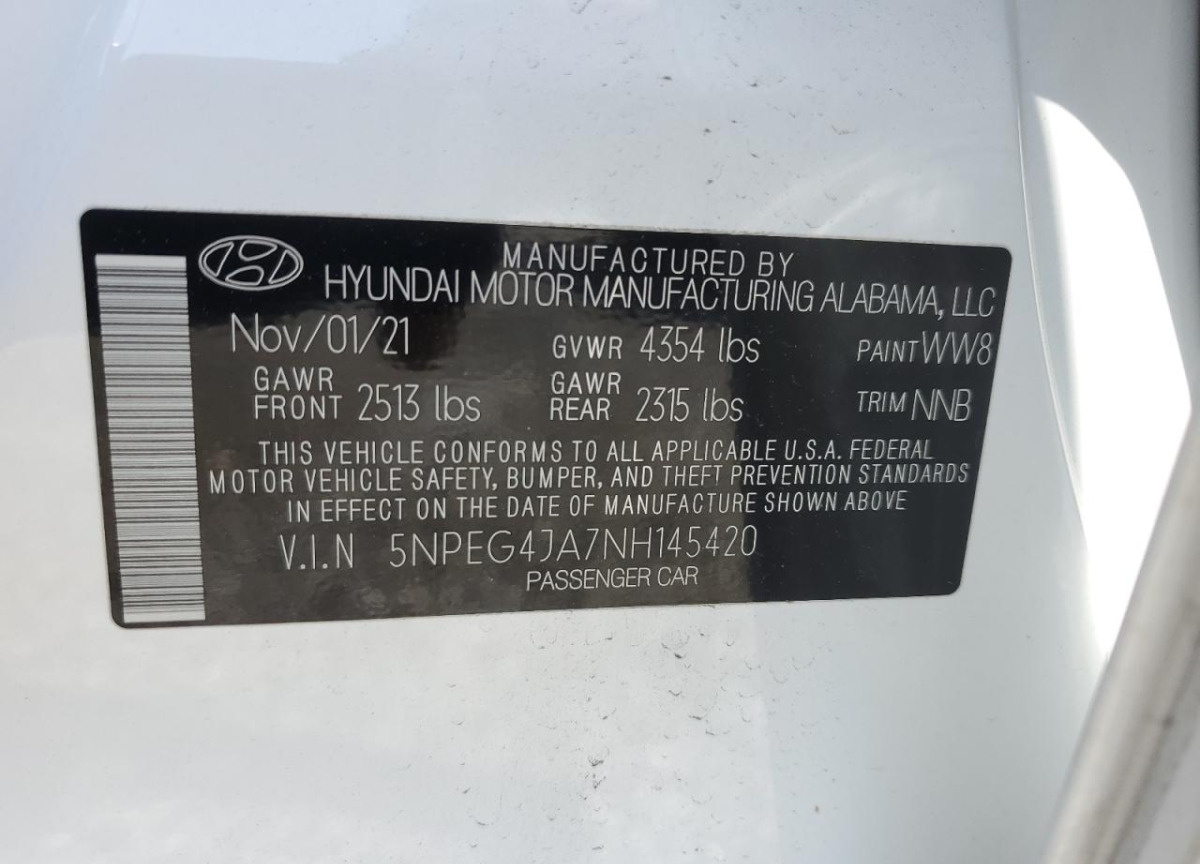 MANUFACTURED BY
HYUNDAI MOTOR MANUFACTURING ALABAMA, LLC
Nov/01/21 GVWR 4354 lbs PAINT WW8
GAWR FRONT 2513 lbs GAWR REAR 2315 lbs TRIM NNB
THIS VEHICLE CONFORMS TO ALL APPLICABLE U.S.A. FEDERAL
MOTOR VEHICLE SAFETY, BUMPER, AND THEFT PREVENTION STANDARDS
IN EFFECT ON THE DATE OF MANUFACTURE SHOWN ABOVE
V.I.N 5NPEG4JA7NH145420
PASSENGER CAR